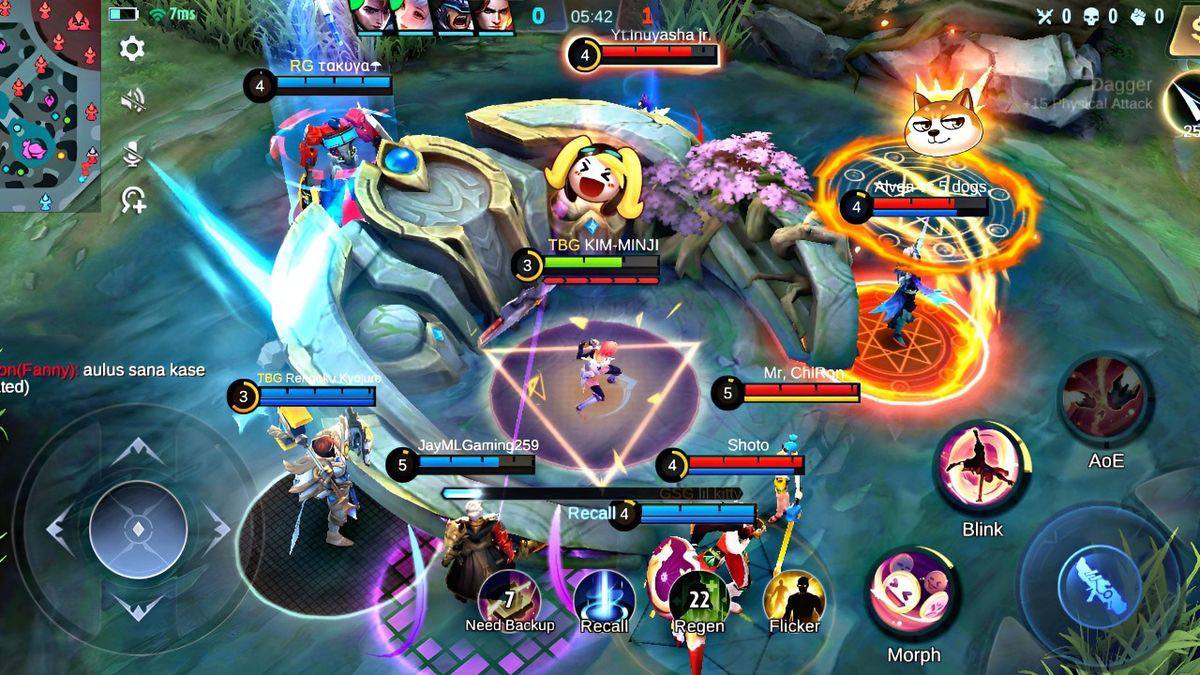 7ms
0 05:42 1
0 0 0
Yt.Inuyasha jr.
4
RG τακυγα☂
4
Dagger
+15 Physical Attack
Alven vs 5 dogs
4
TBG KIM-MINJI
3
on(Fanny): aulus sana kase
ted)
TBG Rengoku Kyojuro
3
Mr, ChiRon
5
JayMLGaming259
5
Shoto
4
GSG lil kitty
Recall 4
AoE
Blink
7
Need Backup
Recall
22
Regen
Flicker
Morph